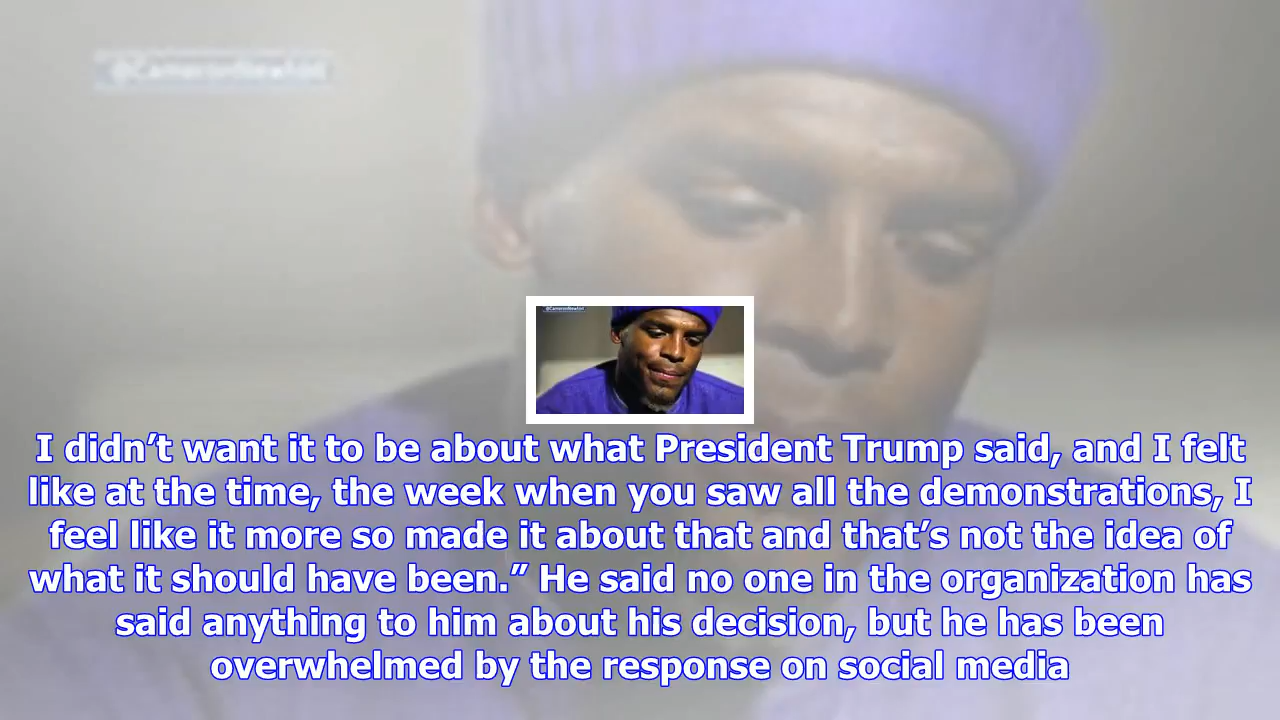 @CameronNewton
@CameronNewton
I didn’t want it to be about what President Trump said, and I felt
like at the time, the week when you saw all the demonstrations, I
feel like it more so made it about that and that’s not the idea of
what it should have been.” He said no one in the organization has
said anything to him about his decision, but he has been
overwhelmed by the response on social media